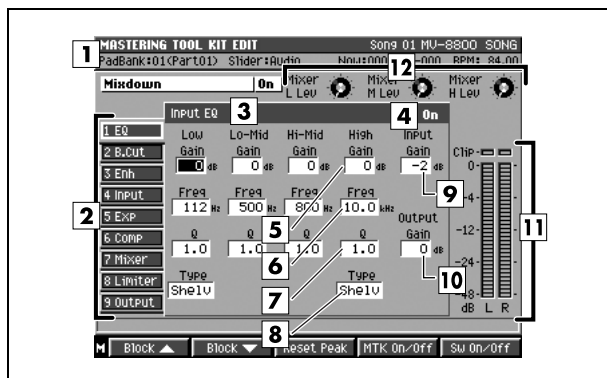 MASTERING TOOL KIT EDIT Song 01 MV-8800 SONG
1 PadBank:01(Part01) Slider:Audio BPM: 84.00
12
Mixdown On Mixer L Lev Mixer M Lev Mixer H Lev
Input EQ 3 4 On
1 EQ
2 B.Cut
3 Enh
4 Input
5 Exp
6 Comp
7 Mixer
8 Limiter
9 Output
2
Low Lo-Mid Hi-Mid High Input
Gain Gain Gain Gain Gain
0 dB 0 dB 0 dB 0 dB -2 dB
5 9
Freq Freq Freq Freq
112 Hz 500 Hz 800 Hz 10.0 kHz
6 Output
Q Q Q Q Gain
1.0 1.0 1.0 1.0 0 dB
7 10
Type Type
Shelv Shelv
8
Clip
0
-4
-12
-24
-48
dB L R
11
M Block ▲ Block ▼ Reset Peak MTK On/Off Sw On/Off